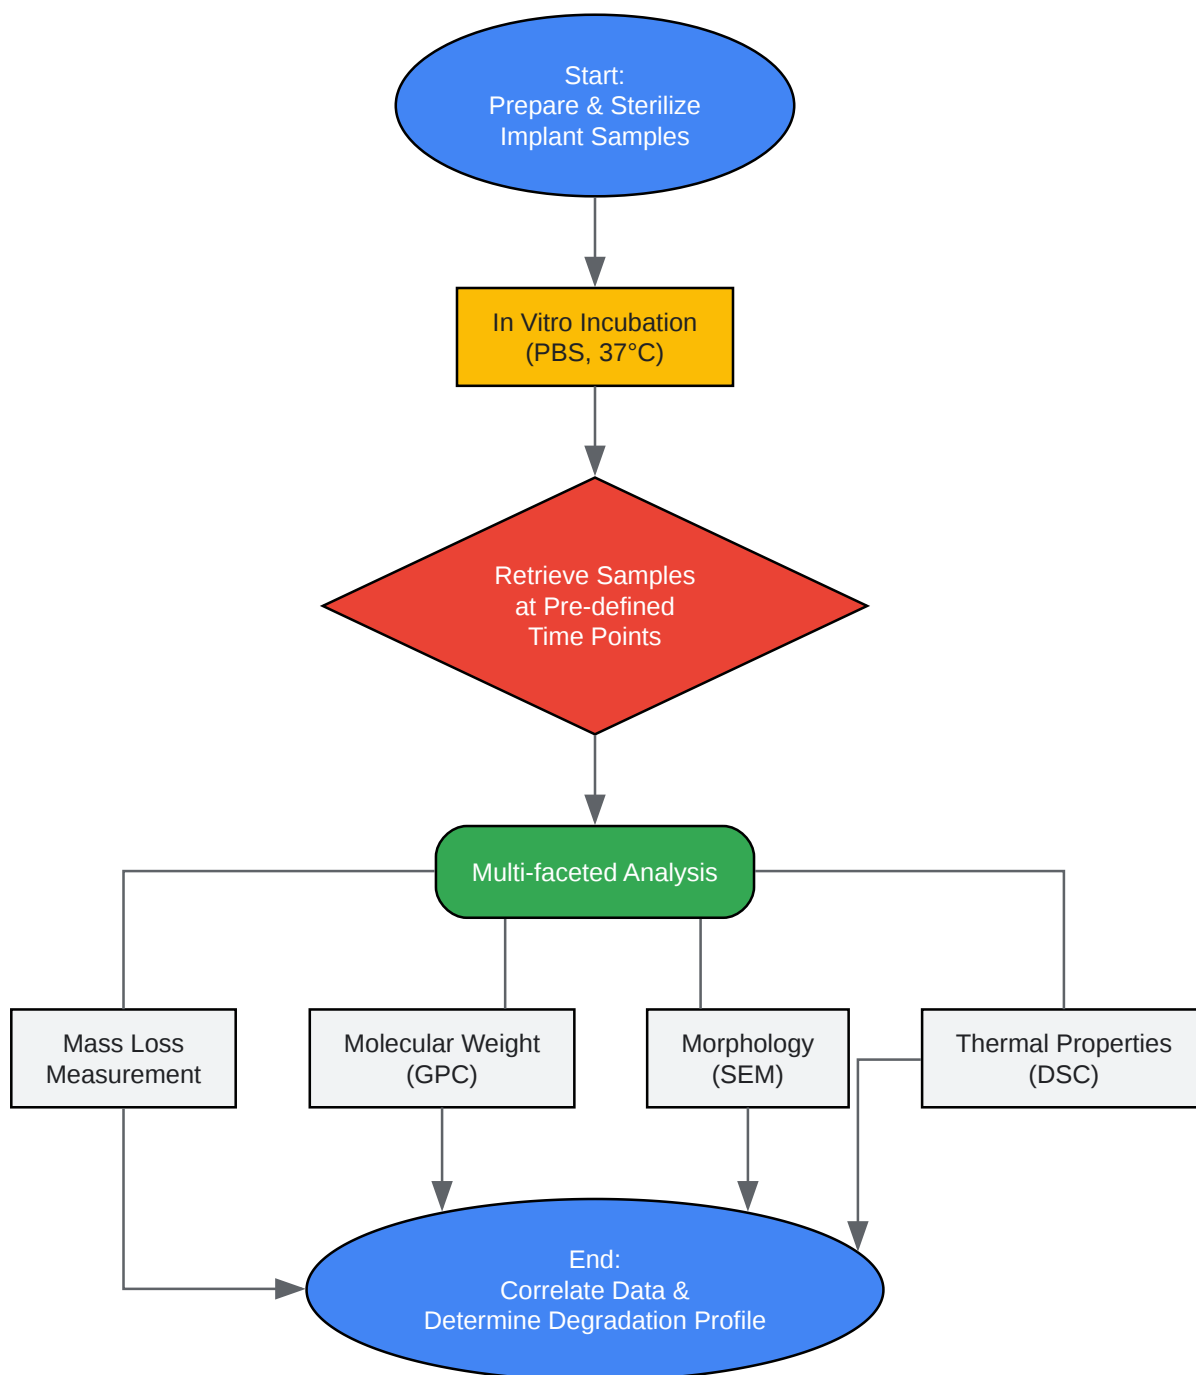 Start:
Prepare & Sterilize
Implant Samples
In Vitro Incubation
(PBS, 37°C)
Retrieve Samples
at Pre-defined
Time Points
Multi-faceted Analysis
Mass Loss
Measurement
Molecular Weight
(GPC)
Morphology
(SEM)
Thermal Properties
(DSC)
End:
Correlate Data &
Determine Degradation Profile